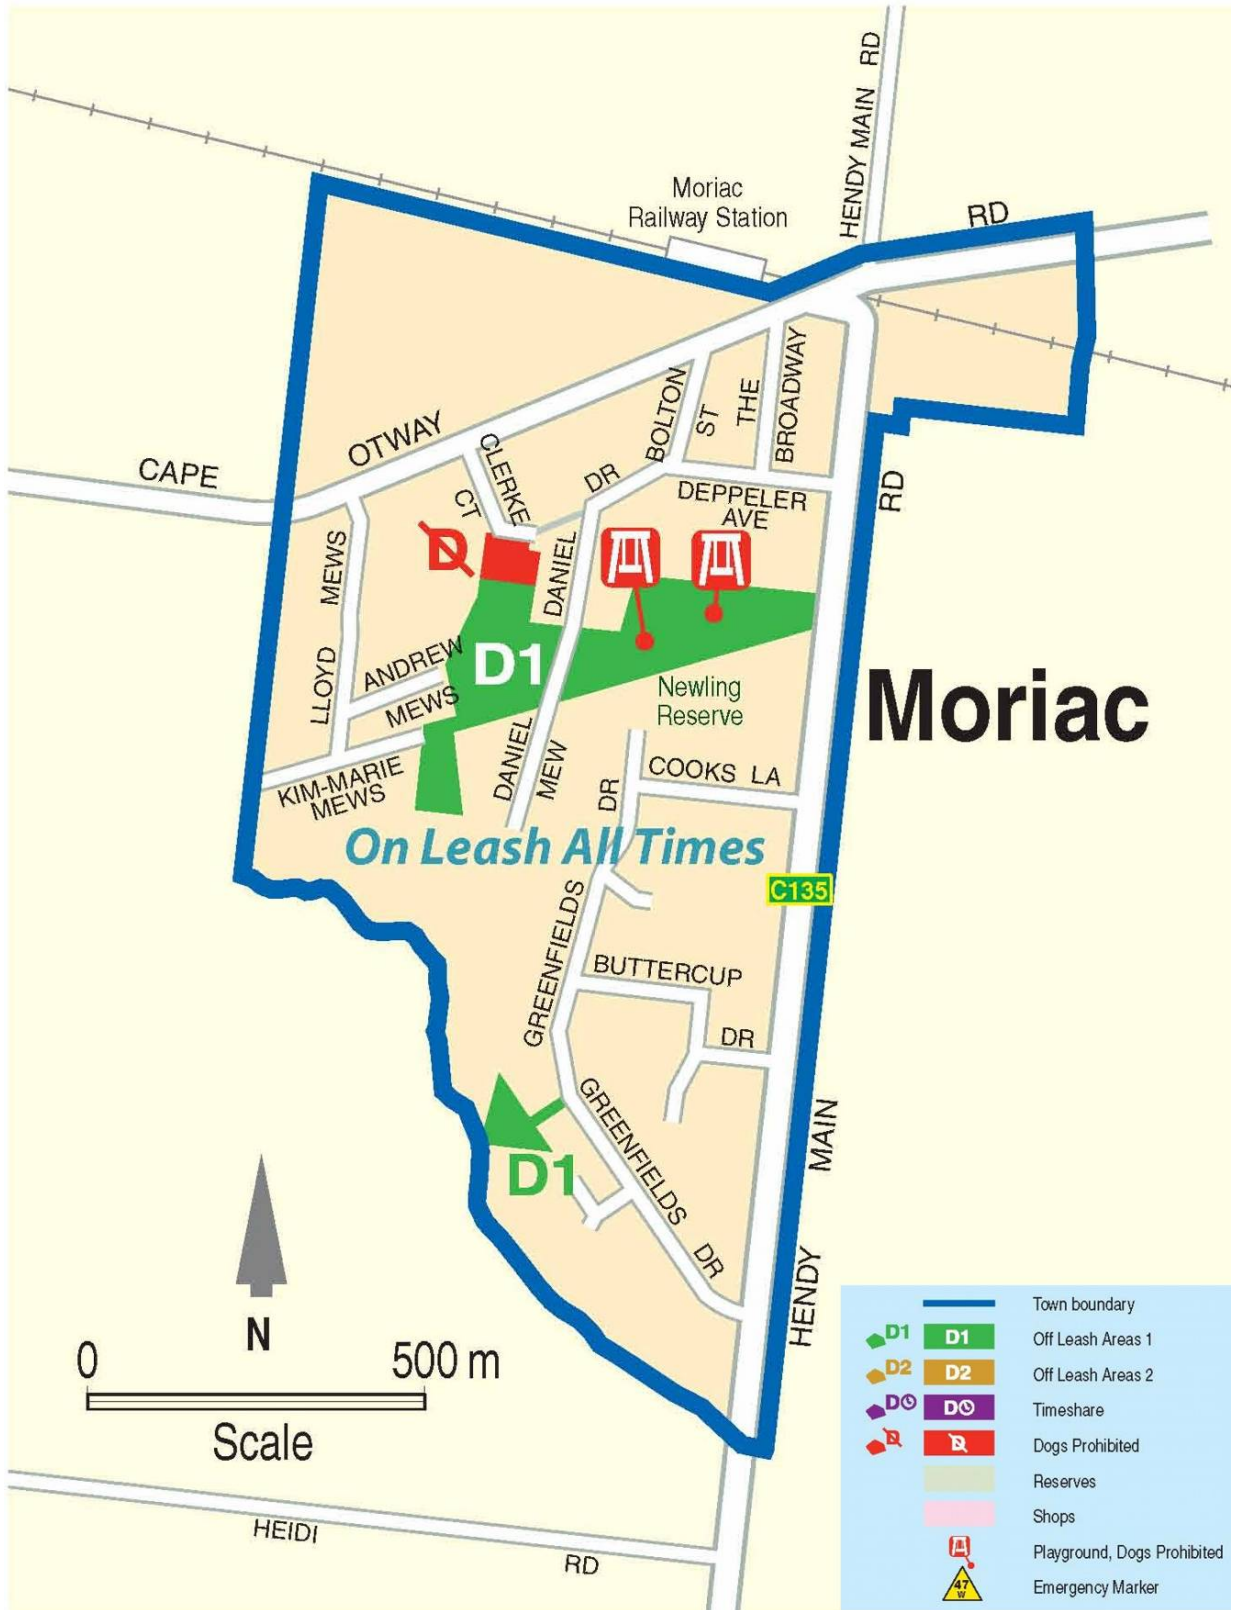 HENDY MAIN RD
Moriac
Railway Station
RD
CAPE
OTWAY
CLERKE
CT
BOLTON
ST
THE
BROADWAY
DR
DEPPELER
AVE
RD
MEWS
LLOYD
DANIEL
D
D1
ANDREW
MEWS
Newling
Reserve
Moriac
KIM-MARIE
MEWS
DANIEL
MEW
DR
COOKS LA
On Leash All Times
C135
GREENFIELDS
BUTTERCUP
DR
GREENFIELDS
DR
D1
MAIN
HENDY
N
0 500 m
Scale
HEIDI
RD
Town boundary
D1 D1 Off Leash Areas 1
D2 D2 Off Leash Areas 2
D D Timeshare
D D Dogs Prohibited
Reserves
Shops
Playground, Dogs Prohibited
47 W Emergency Marker